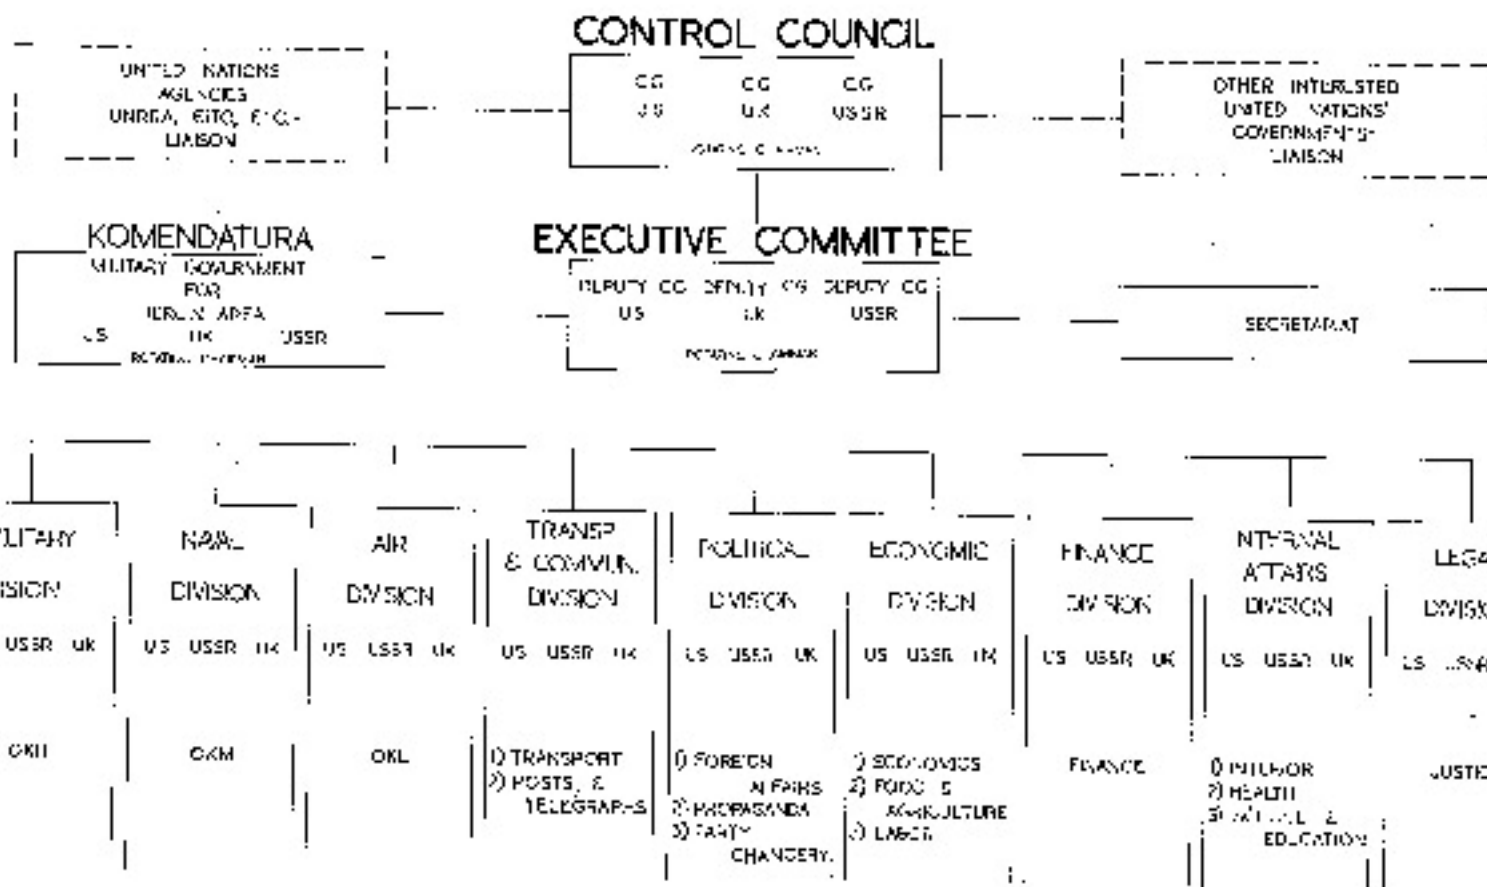 CONTROL COUNCIL
UNITED NATIONS
AGENCIES
UNRRA, EITO, ETC.-
LIAISON
CG CG CG
US UK USSR
OTHER INTERESTED
UNITED NATIONS'
GOVERNMENTS-
LIAISON
KOMENDATURA
MILITARY GOVERNMENT
FOR
BERLIN AREA
US UK USSR
EXECUTIVE COMMITTEE
DEPUTY CG DEPUTY CG DEPUTY CG
US UK USSR
SECRETARIAT
USSR UK
OKH
NAVAL
DIVISION
US USSR UK
OKM
AIR
DIVISION
US USSR UK
OKL
TRANSP.
& COMMUN.
DIVISION
US USSR UK
1) TRANSPORT
2) POSTS, &
TELEGRAPHS
POLITICAL
DIVISION
US USSR UK
1) FOREIGN
AFFAIRS
2) PROPAGANDA
3) PARTY
CHANCERY.
ECONOMIC
DIVISION
US USSR UK
1) ECONOMICS
2) FOOD &
AGRICULTURE
3) LABOR
FINANCE
DIVISION
US USSR UK
FINANCE
INTERNAL
AFFAIRS
DIVISION
US USSR UK
1) INTERIOR
2) HEALTH
EDUCATION
LEGA
DIVISIO
US
JUSTIC